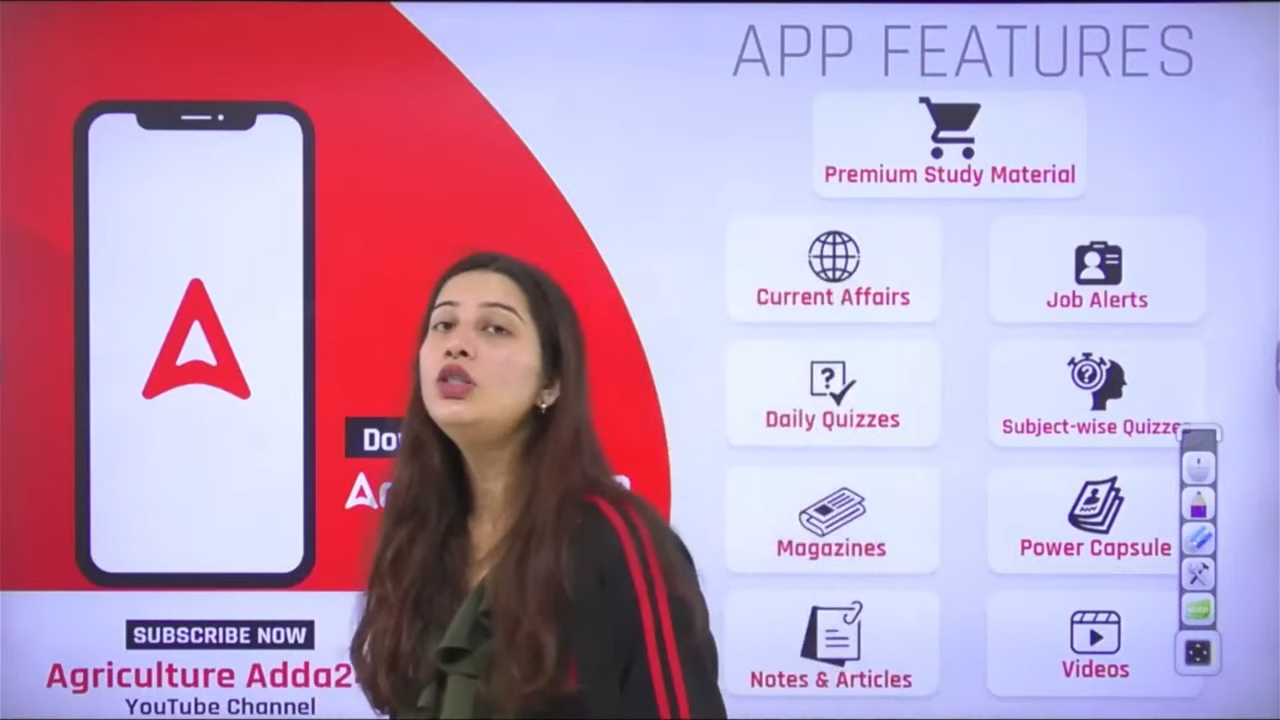 APP FEATURES
Premium Study Material
Current Affairs
Job Alerts
Daily Quizzes
Subject-wise Quizzes
Magazines
Power Capsule
Notes & Articles
Videos
SUBSCRIBE NOW
Agriculture Adda2
YouTube Channel